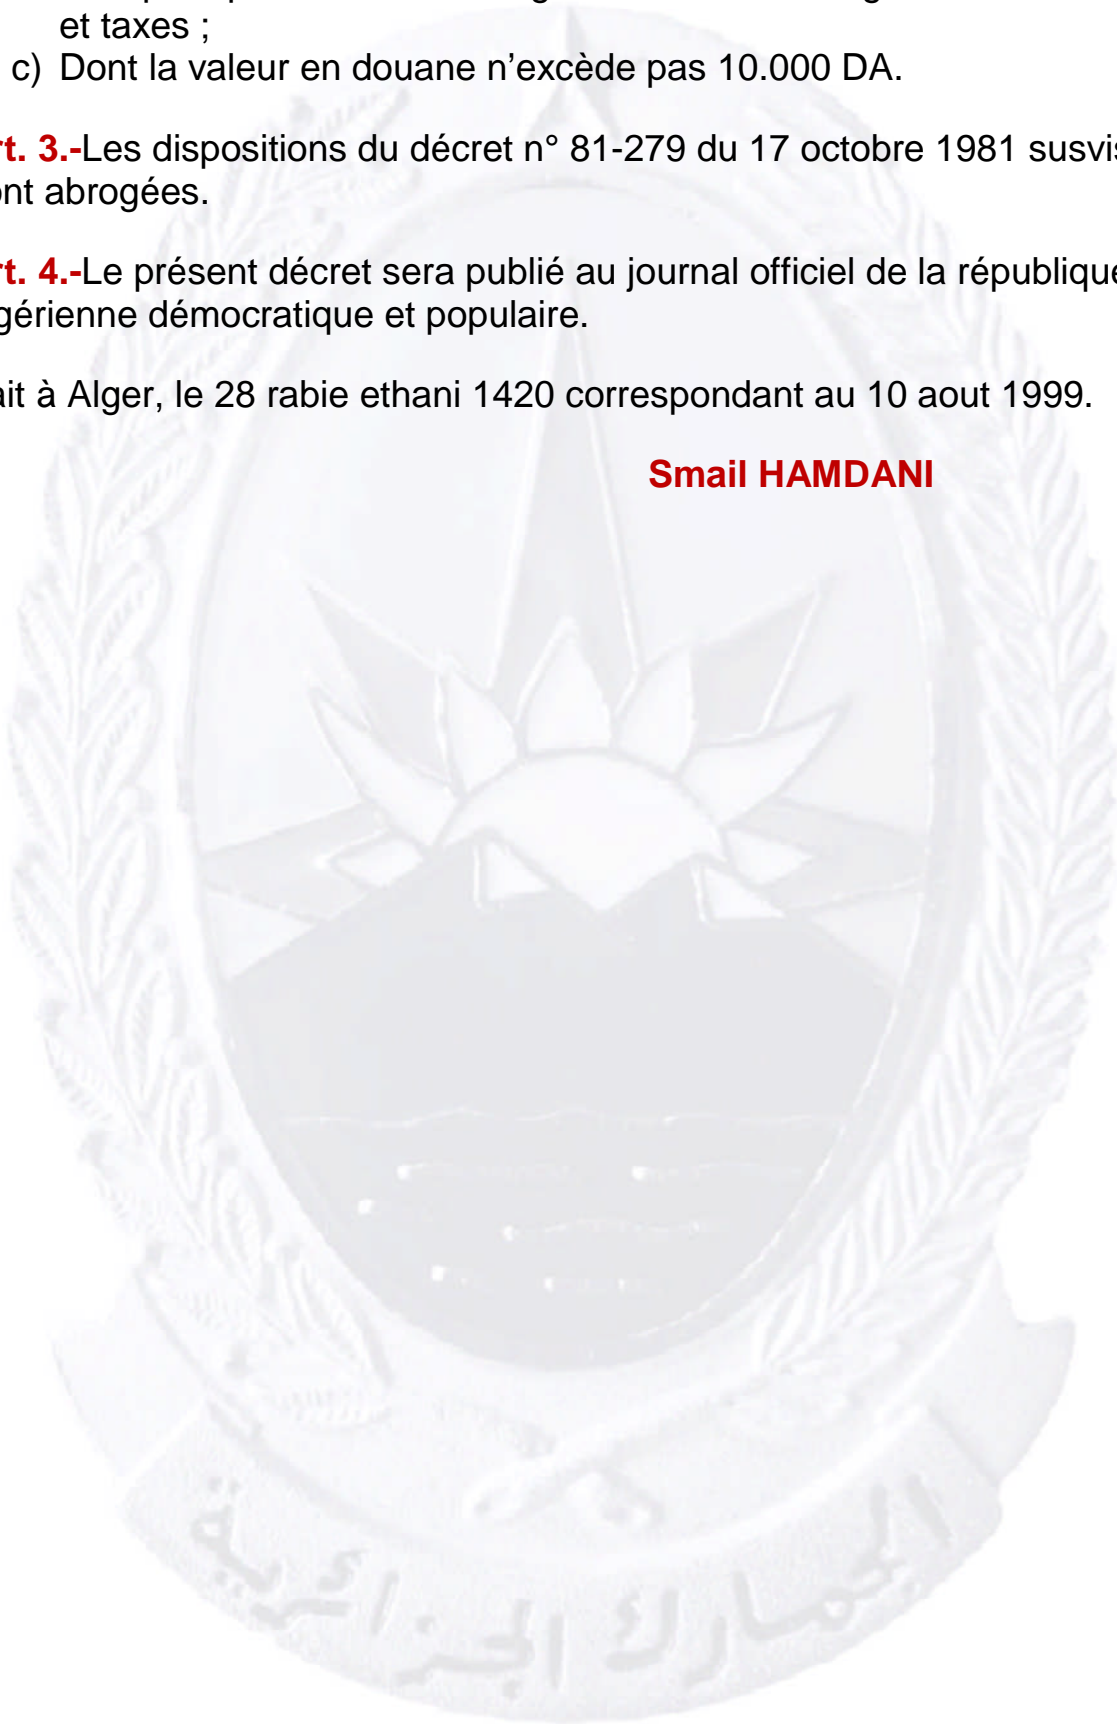 et taxes ;
c) Dont la valeur en douane n’excède pas 10.000 DA.
rt. 3.-Les dispositions du décret n° 81-279 du 17 octobre 1981 susvis
ont abrogées.
rt. 4.-Le présent décret sera publié au journal officiel de la république
gérienne démocratique et populaire.
ait à Alger, le 28 rabie ethani 1420 correspondant au 10 aout 1999.
Smail HAMDANI
الجمارك الجزائرية